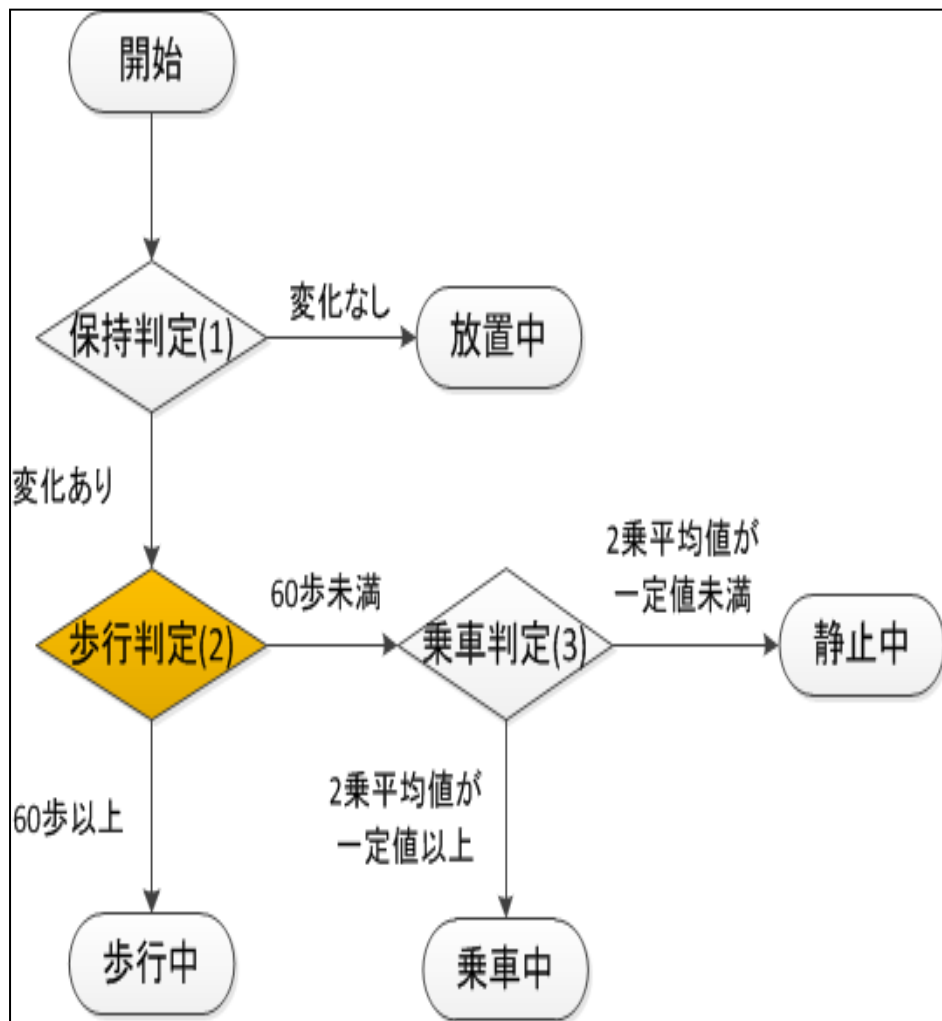 開始
保持判定(1)
変化なし
放置中
変化あり
歩行判定(2)
60歩未満
乗車判定(3)
2乗平均値が
一定値未満
静止中
60歩以上
2乗平均値が
一定値以上
歩行中
乗車中